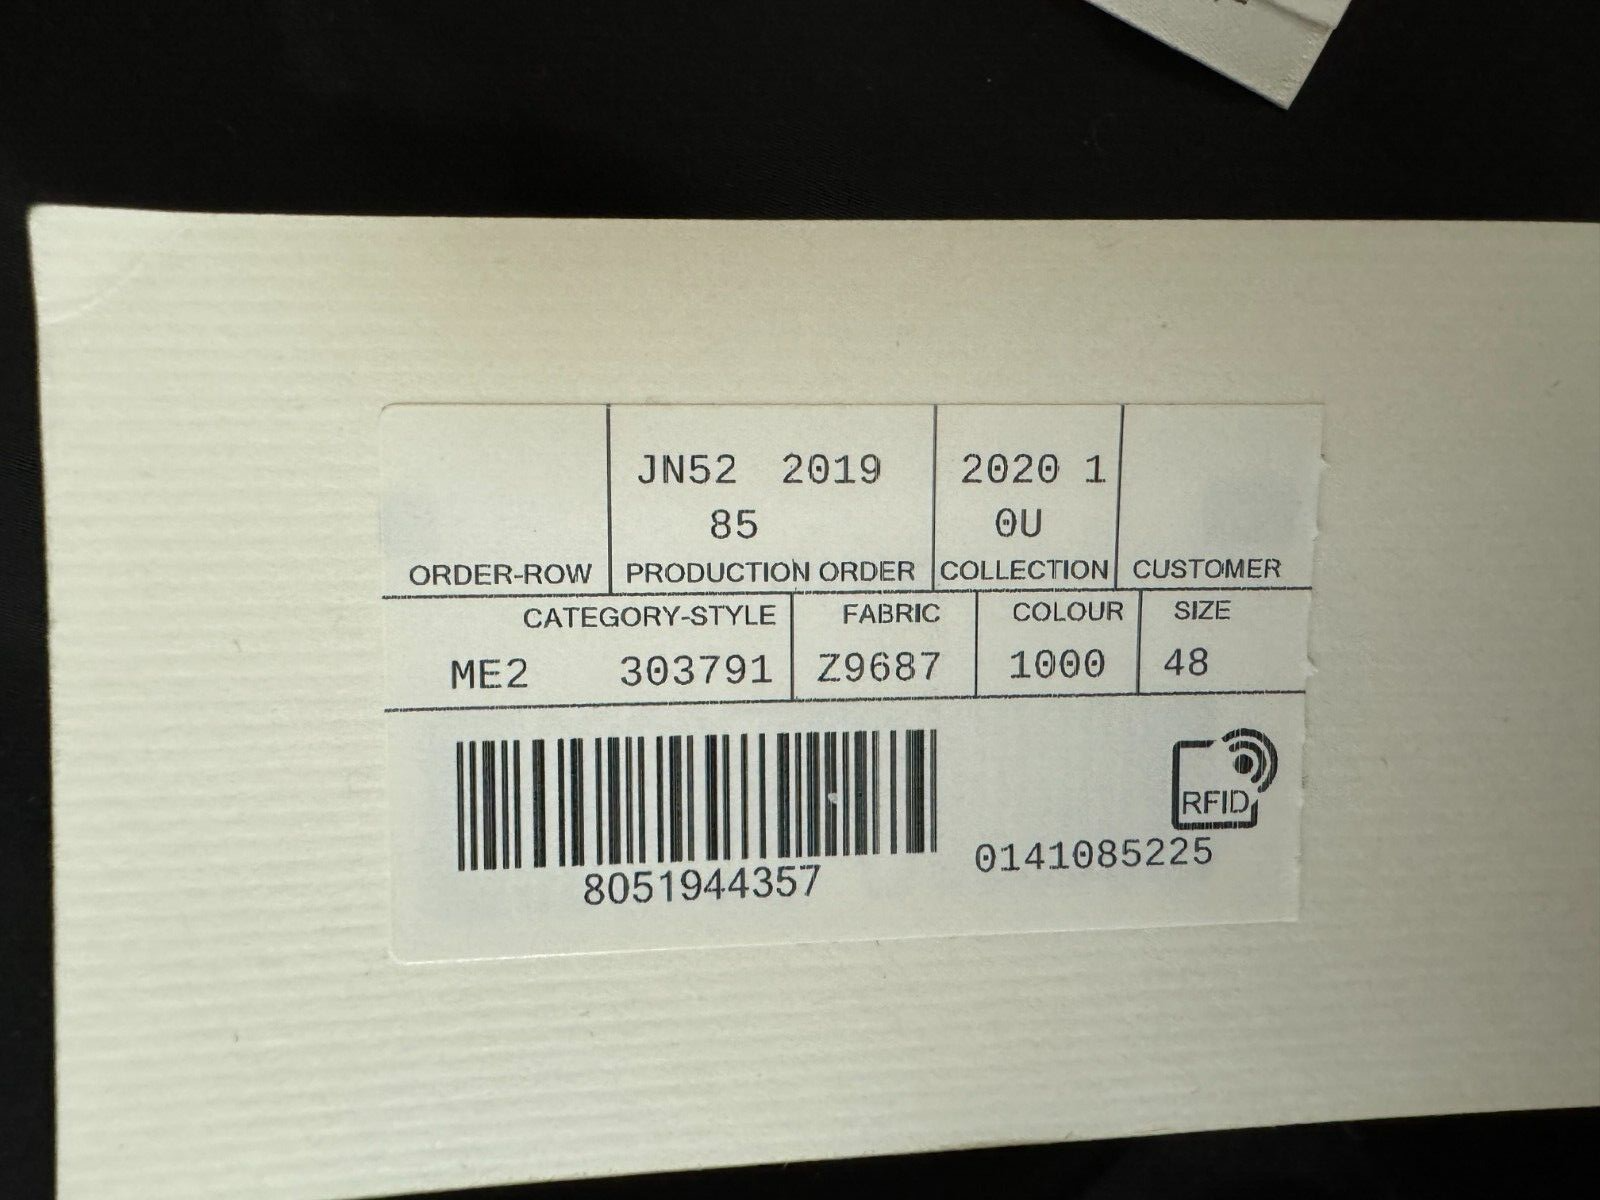 JN52 2019 2020 1
85 0U
ORDER-ROW PRODUCTION ORDER COLLECTION CUSTOMER
CATEGORY-STYLE FABRIC COLOUR SIZE
ME2 303791 Z9687 1000 48
RFID
8051944357 0141085225